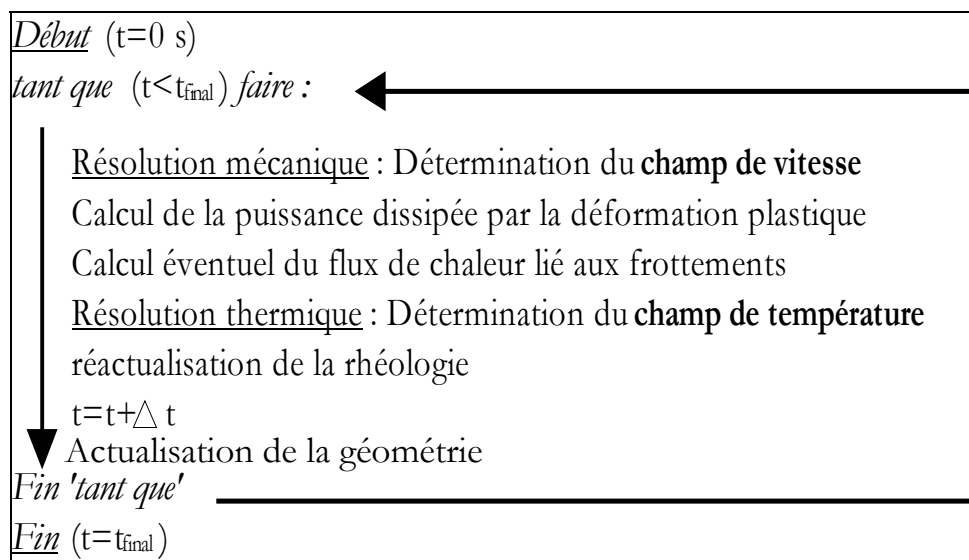 Début (t=0 s)
tant que (t<tfinal) faire :
Résolution mécanique : Détermination du champ de vitesse
Calcul de la puissance dissipée par la déformation plastique
Calcul éventuel du flux de chaleur lié aux frottements
Résolution thermique : Détermination du champ de température
réactualisation de la rhéologie
t=t+△ t
Actualisation de la géométrie
Fin 'tant que'
Fin (t=tfinal)